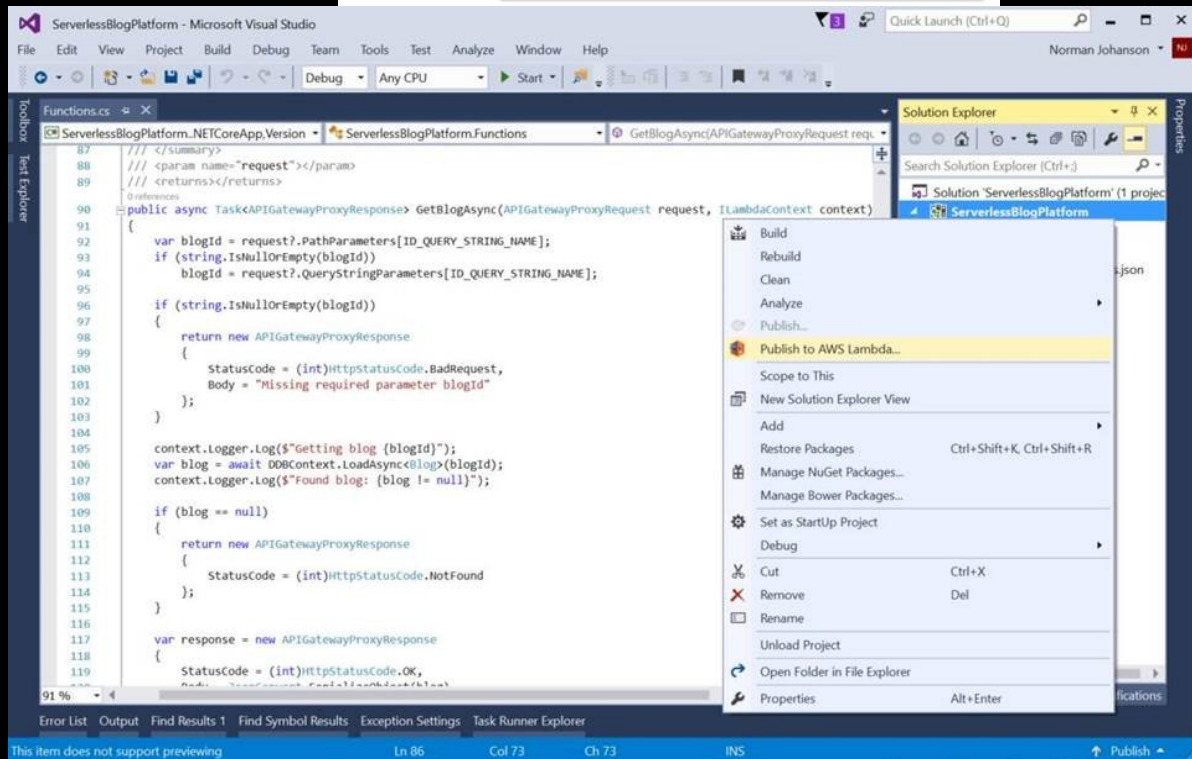 ServerlessBlogPlatform - Microsoft Visual Studio
3
Quick Launch (Ctrl+Q)
File Edit View Project Build Debug Team Tools Test Analyze Window Help
Norman Johanson
NJ
Debug Any CPU Start
Toolbox
Test Explorer
Functions.cs
ServerlessBlogPlatform..NETCoreApp,Version ServerlessBlogPlatform.Functions GetBlogAsync(APIGatewayProxyRequest requ
87 /// </summary>
88 /// <param name="request"></param>
89 /// <returns></returns>
0 references
90 public async Task<APIGatewayProxyResponse> GetBlogAsync(APIGatewayProxyRequest request, ILambdaContext context)
91 {
92 var blogId = request?.PathParameters[ID_QUERY_STRING_NAME];
93 if (string.IsNullOrEmpty(blogId))
94 blogId = request?.QueryStringParameters[ID_QUERY_STRING_NAME];
95
96 if (string.IsNullOrEmpty(blogId))
97 {
98 return new APIGatewayProxyResponse
99 {
100 StatusCode = (int)HttpStatusCode.BadRequest,
101 Body = "Missing required parameter blogId"
102 };
103 }
104
105 context.Logger.Log($"Getting blog {blogId}");
106 var blog = await DDBContext.LoadAsync<Blog>(blogId);
107 context.Logger.Log($"Found blog: {blog != null}");
108
109 if (blog == null)
110 {
111 return new APIGatewayProxyResponse
112 {
113 StatusCode = (int)HttpStatusCode.NotFound
114 };
115 }
116
117 var response = new APIGatewayProxyResponse
118 {
119 StatusCode = (int)HttpStatusCode.OK,
91 %
Solution Explorer
Search Solution Explorer (Ctrl+;)
Solution 'ServerlessBlogPlatform' (1 projec
ServerlessBlogPlatform
.json
Properties
Build
Rebuild
Clean
Analyze
Publish...
Publish to AWS Lambda...
Scope to This
New Solution Explorer View
Add
Restore Packages Ctrl+Shift+K, Ctrl+Shift+R
Manage NuGet Packages...
Manage Bower Packages...
Set as StartUp Project
Debug
Cut Ctrl+X
Remove Del
Rename
Unload Project
Open Folder in File Explorer
Properties Alt+Enter
fications
Error List Output Find Results 1 Find Symbol Results Exception Settings Task Runner Explorer
This item does not support previewing Ln 86 Col 73 Ch 73 INS Publish